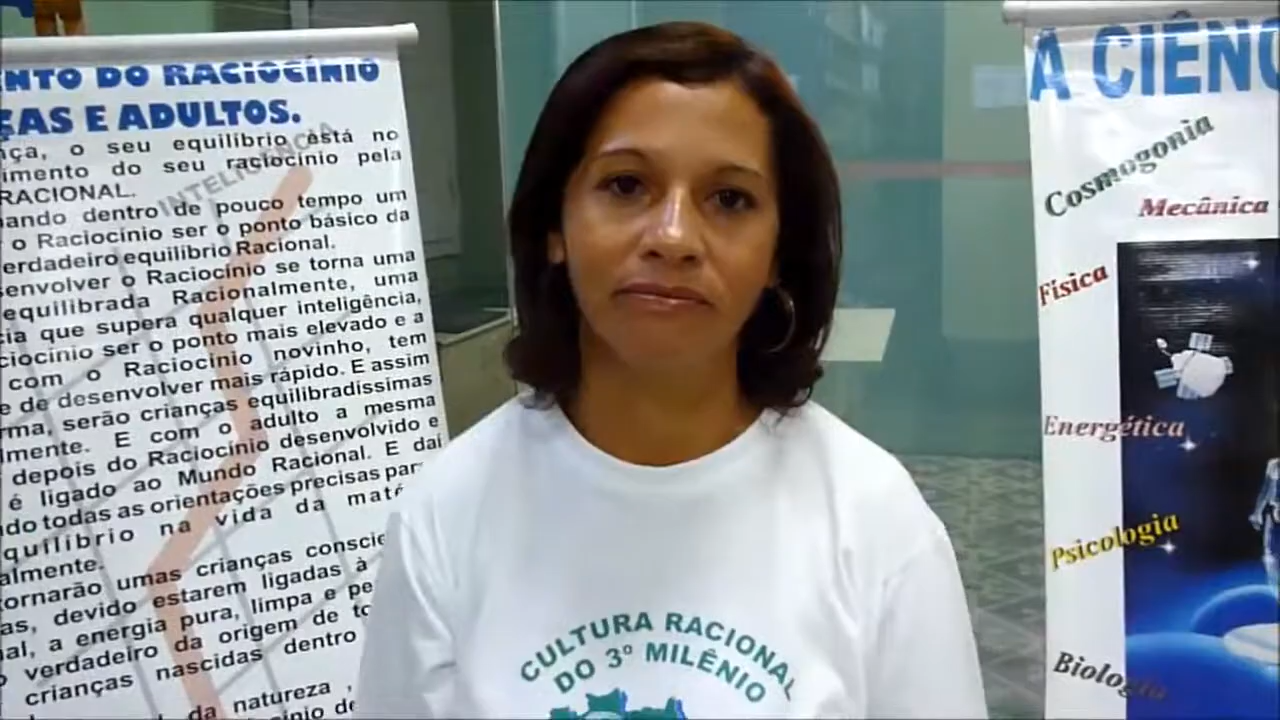 NTO DO RACIOCÍNIO
ÇAS E ADULTOS.
nça, o seu equilíbrio está no
imento do seu raciocínio pela
RACIONAL.
INTELIGÊNCIA
ando dentro de pouco tempo um
o Raciocínio ser o ponto básico da
erdadeiro equilíbrio Racional.
senvolver o Raciocínio se torna uma
equilibrada Racionalmente, uma
cia que supera qualquer inteligência,
ciocínio ser o ponto mais elevado e a
com o Raciocínio novinho, tem
e de desenvolver mais rápido. E assim
rma, serão crianças equilibradíssimas
lmente. E com o adulto a mesma
depois do Raciocínio desenvolvido e
é ligado ao Mundo Racional. E daí
do todas as orientações precisas par
quilíbrio na vida da maté
almente.
ornarão umas crianças conscie
as, devido estarem ligadas à
al, a energia pura, limpa e pe
verdadeiro da origem de to
crianças nascidas dentro
da natureza,
cínio de
CULTURA RACIONAL
DO 3º MILÊNIO
A CIÊNC
Cosmogonia
Mecânica
Física
Energética
Psicologia
Biologia